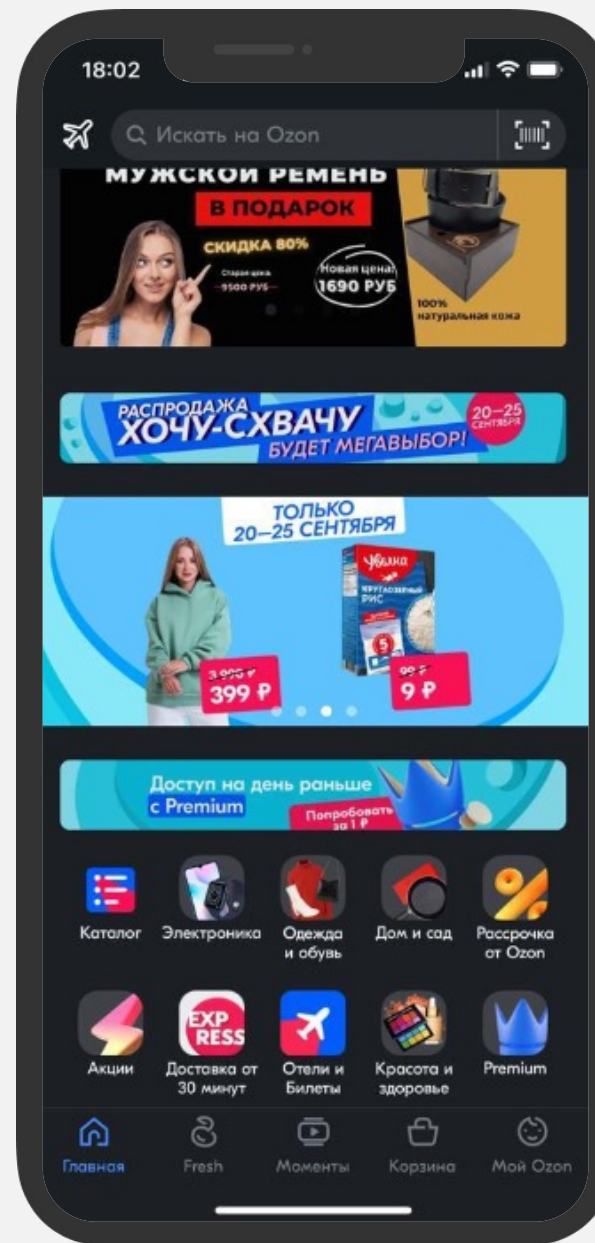 18:02
Искать на Ozon
МУЖСКОЙ РЕМЕНЬ
В ПОДАРОК
СКИДКА 80%
Старая цена
9500 РУБ
Новая цена!
1690 РУБ
100%
натуральная кожа
РАСПРОДАЖА
ХОЧУ-СХВАЧУ
БУДЕТ МЕГАВЫБОР!
20–25
СЕНТЯБРЯ
ТОЛЬКО
20–25 СЕНТЯБРЯ
Увелка
КРУГЛОЗЕРНЫЙ
РИС
5
3 990 ₽
399 ₽
99 ₽
9 ₽
Доступ на день раньше
с Premium
Попробовать
за 1 ₽
Каталог
Электроника
Одежда
и обувь
Дом и сад
Рассрочка
от Ozon
EXP
RESS
Акции
Доставка от
30 минут
Отели и
Билеты
Красота и
здоровье
Premium
Главная
Fresh
Моменты
Корзина
Мой Ozon